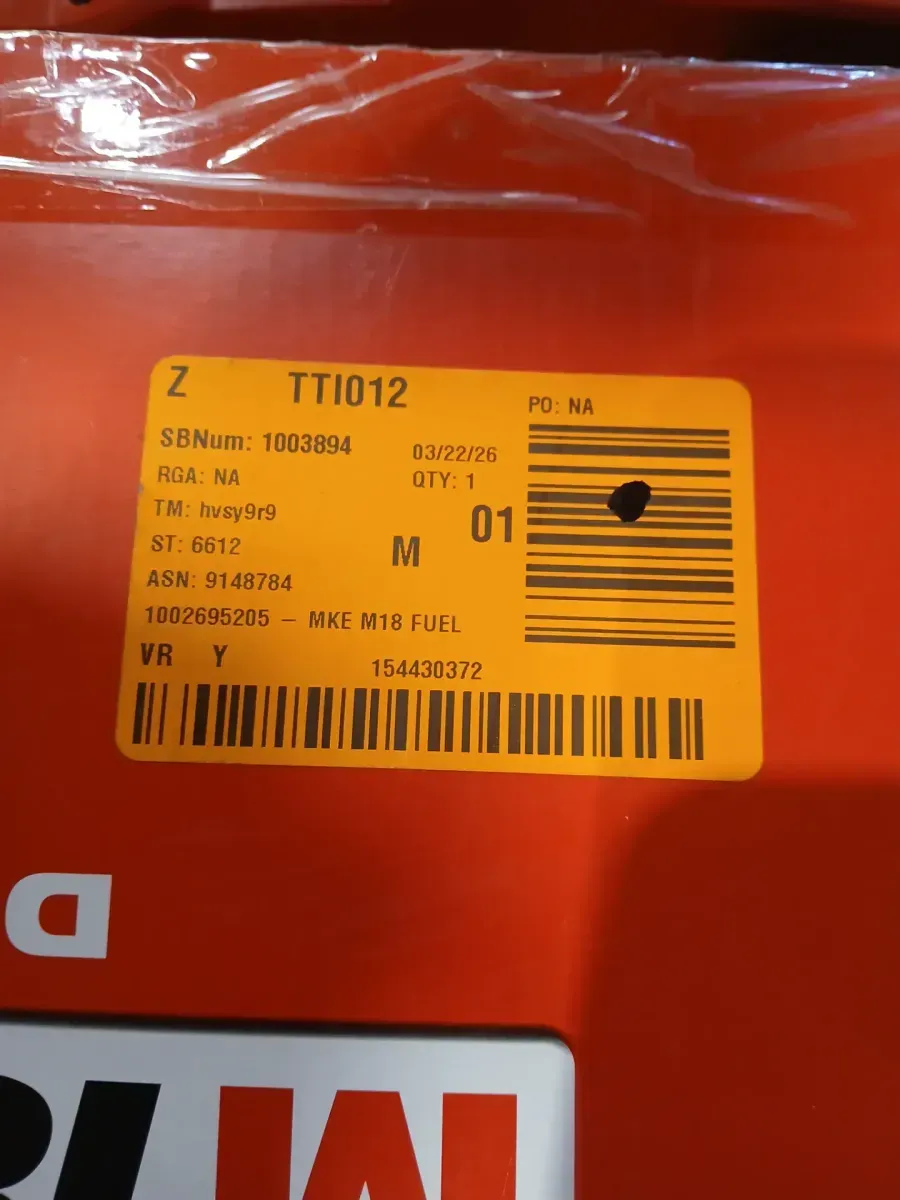 Z TTI012
PO: NA
SBNum: 1003894 03/22/26
RGA: NA QTY: 1
TM: hvsy9r9 01
ST: 6612 M
ASN: 9148784
1002695205 – MKE M18 FUEL
VR Y 154430372
D
M18